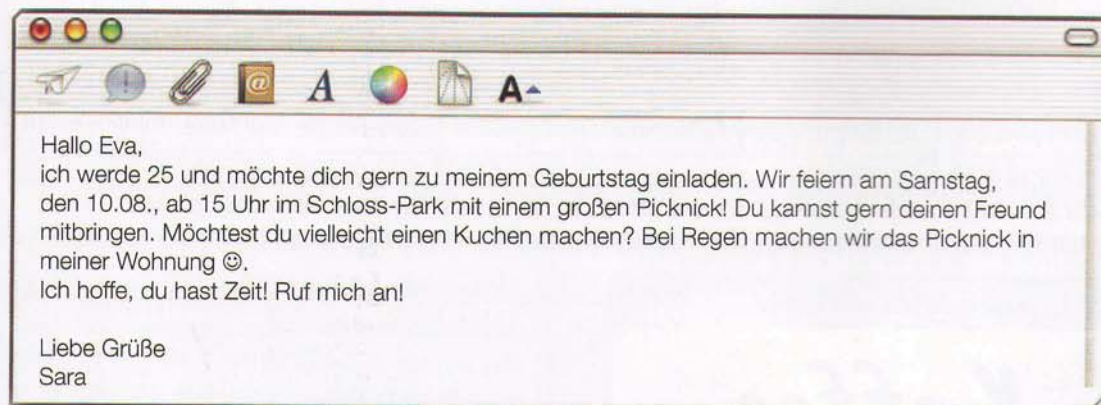 Hallo Eva,
ich werde 25 und möchte dich gern zu meinem Geburtstag einladen. Wir feiern am Samstag,
den 10.08., ab 15 Uhr im Schloss-Park mit einem großen Picknick! Du kannst gern deinen Freund
mitbringen. Möchtest du vielleicht einen Kuchen machen? Bei Regen machen wir das Picknick in
meiner Wohnung ☺.
Ich hoffe, du hast Zeit! Ruf mich an!

Liebe Grüße
Sara